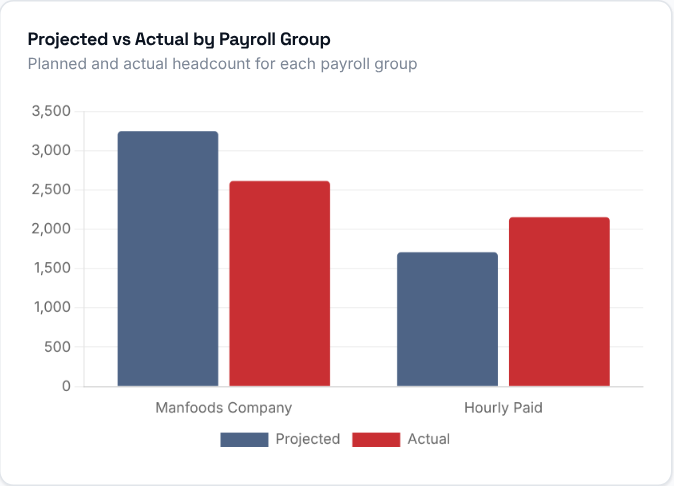 Projected vs Actual by Payroll Group
Planned and actual headcount for each payroll group
3,500
3,000
2,500
2,000
1,500
1,000
500
0
Manfoods Company
Hourly Paid
Projected
Actual